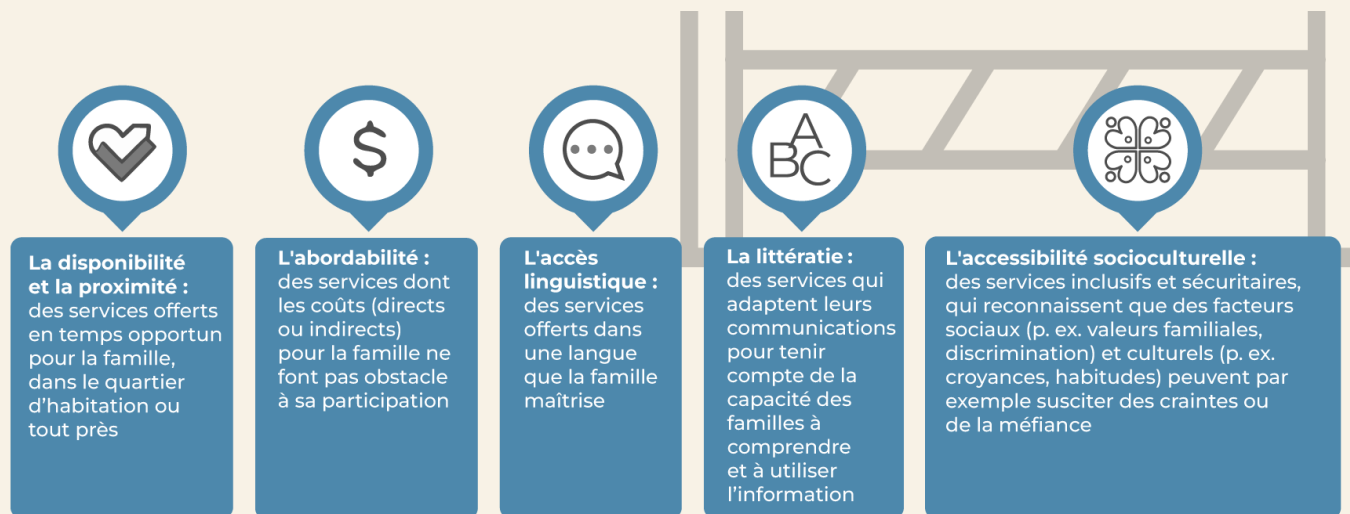 $
A
B
C
La disponibilité
et la proximité :
des services offerts
en temps opportun
pour la famille,
dans le quartier
d’habitation ou
tout près
L'abordabilité :
des services dont
les coûts (directs
ou indirects)
pour la famille ne
font pas obstacle
à sa participation
L'accès
linguistique :
des services
offerts dans
une langue
que la famille
maîtrise
La littératie :
des services qui
adaptent leurs
communications
pour tenir
compte de la
capacité des
familles à
comprendre
et à utiliser
l’information
L'accessibilité socioculturelle :
des services inclusifs et sécuritaires,
qui reconnaissent que des facteurs
sociaux (p. ex. valeurs familiales,
discrimination) et culturels (p. ex.
croyances, habitudes) peuvent par
exemple susciter des craintes ou
de la méfiance